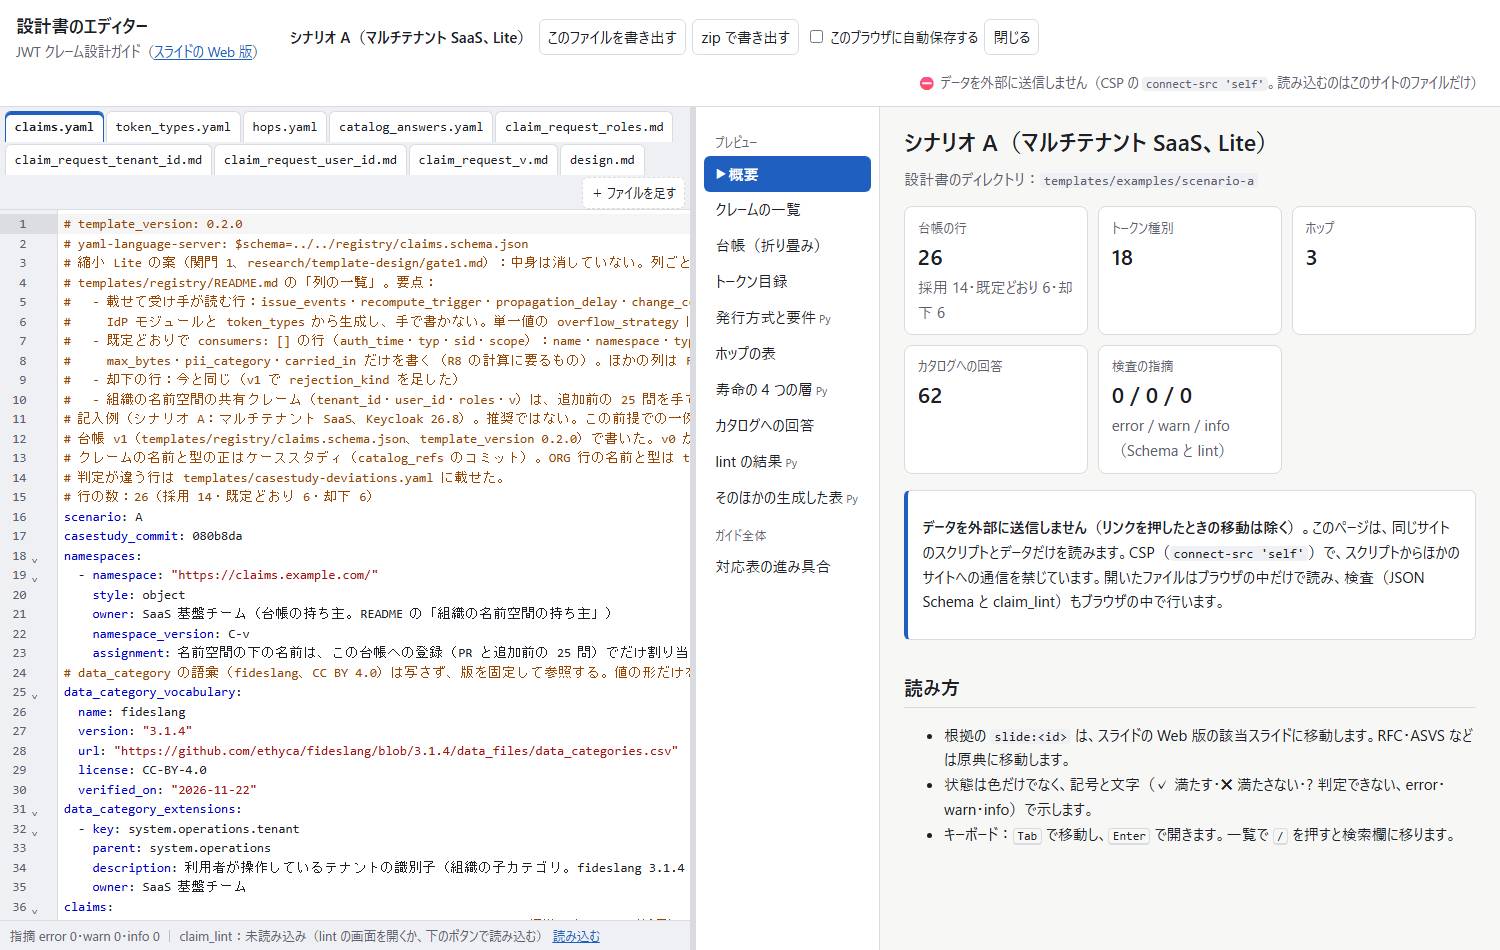 設計書のエディター
JWT クレーム設計ガイド（スライドの Web 版）
シナリオ A（マルチテナント SaaS、Lite） このファイルを書き出す zip で書き出す このブラウザに自動保存する 閉じる
データを外部に送信しません（CSP の connect-src 'self'。読み込むのはこのサイトのファイルだけ）
claims.yaml token_types.yaml hops.yaml catalog_answers.yaml claim_request_roles.md
claim_request_tenant_id.md claim_request_user_id.md claim_request_v.md design.md
+ ファイルを足す
1 # template_version: 0.2.0
2 # yaml-language-server: $schema=../../registry/claims.schema.json
3 # 縮小 Lite の案（関門 1、research/template-design/gate1.md）：中身は消していない。列ごと
4 # templates/registry/README.md の「列の一覧」。要点：
5 #   - 載せて受け手が読む行：issue_events・recompute_trigger・propagation_delay・change_c
6 #     IdP モジュールと token_types から生成し、手で書かない。単一値の overflow_strategy
7 #   - 既定どおりで consumers: [] の行（auth_time・typ・sid・scope）：name・namespace・typ
8 #     max_bytes・pii_category・carried_in だけを書く（R8 の計算に要るもの）。ほかの列は
9 #   - 却下の行：今と同じ（v1 で rejection_kind を足した）
10 #   - 組織の名前空間の共有クレーム（tenant_id・user_id・roles・v）は、追加前の 25 問を手で
11 # 記入例（シナリオ A：マルチテナント SaaS、Keycloak 26.8）。推奨ではない。この前提での一例
12 # 台帳 v1（templates/registry/claims.schema.json、template_version 0.2.0）で書いた。v0 か
13 # クレームの名前と型の正はケーススタディ（catalog_refs のコミット）。ORG 行の名前と型は t
14 # 判定が違う行は templates/casestudy-deviations.yaml に載せた。
15 # 行の数：26（採用 14・既定どおり 6・却下 6）
16 scenario: A
17 casestudy_commit: 080b8da
18 namespaces:
19   - namespace: "https://claims.example.com/"
20     style: object
21     owner: SaaS 基盤チーム（台帳の持ち主。README の「組織の名前空間の持ち主」）
22     namespace_version: C-v
23     assignment: 名前空間の下の名前は、この台帳への登録（PR と追加前の 25 問）でだけ割り当
24 # data_category の語彙（fideslang、CC BY 4.0）は写さず、版を固定して参照する。値の形だけを
25 data_category_vocabulary:
26   name: fideslang
27   version: "3.1.4"
28   url: "https://github.com/ethyca/fideslang/blob/3.1.4/data_files/data_categories.csv"
29   license: CC-BY-4.0
30   verified_on: "2026-11-22"
31 data_category_extensions:
32   - key: system.operations.tenant
33     parent: system.operations
34     description: 利用者が操作しているテナントの識別子（組織の子カテゴリ。fideslang 3.1.4
35     owner: SaaS 基盤チーム
36 claims:
指摘 error 0・warn 0・info 0 claim_lint：未読み込み（lint の画面を開くか、下のボタンで読み込む） 読み込む
プレビュー
▶概要
クレームの一覧
台帳（折り畳み）
トークン目録
発行方式と要件 Py
ホップの表
寿命の 4 つの層 Py
カタログへの回答
lint の結果 Py
そのほかの生成した表 Py
ガイド全体
対応表の進み具合
シナリオ A（マルチテナント SaaS、Lite）
設計書のディレクトリ： templates/examples/scenario-a
台帳の行
26
採用 14・既定どおり 6・却
下 6
トークン種別
18
ホップ
3
カタログへの回答
62
検査の指摘
0 / 0 / 0
error / warn / info
（Schema と lint）
データを外部に送信しません（リンクを押したときの移動は除く）。このページは、同じサイト
のスクリプトとデータだけを読みます。CSP（ connect-src 'self' ）で、スクリプトからほかの
サイトへの通信を禁じています。開いたファイルはブラウザの中だけで読み、検査（JSON
Schema と claim_lint）もブラウザの中で行います。
読み方
• 根拠の slide:<id> は、スライドの Web 版の該当スライドに移動します。RFC・ASVS など
は原典に移動します。
• 状態は色だけでなく、記号と文字（✓ 満たす・✕ 満たさない・? 判定できない、error・
warn・info）で示します。
• キーボード： Tab で移動し、 Enter で開きます。一覧で / を押すと検索欄に移ります。